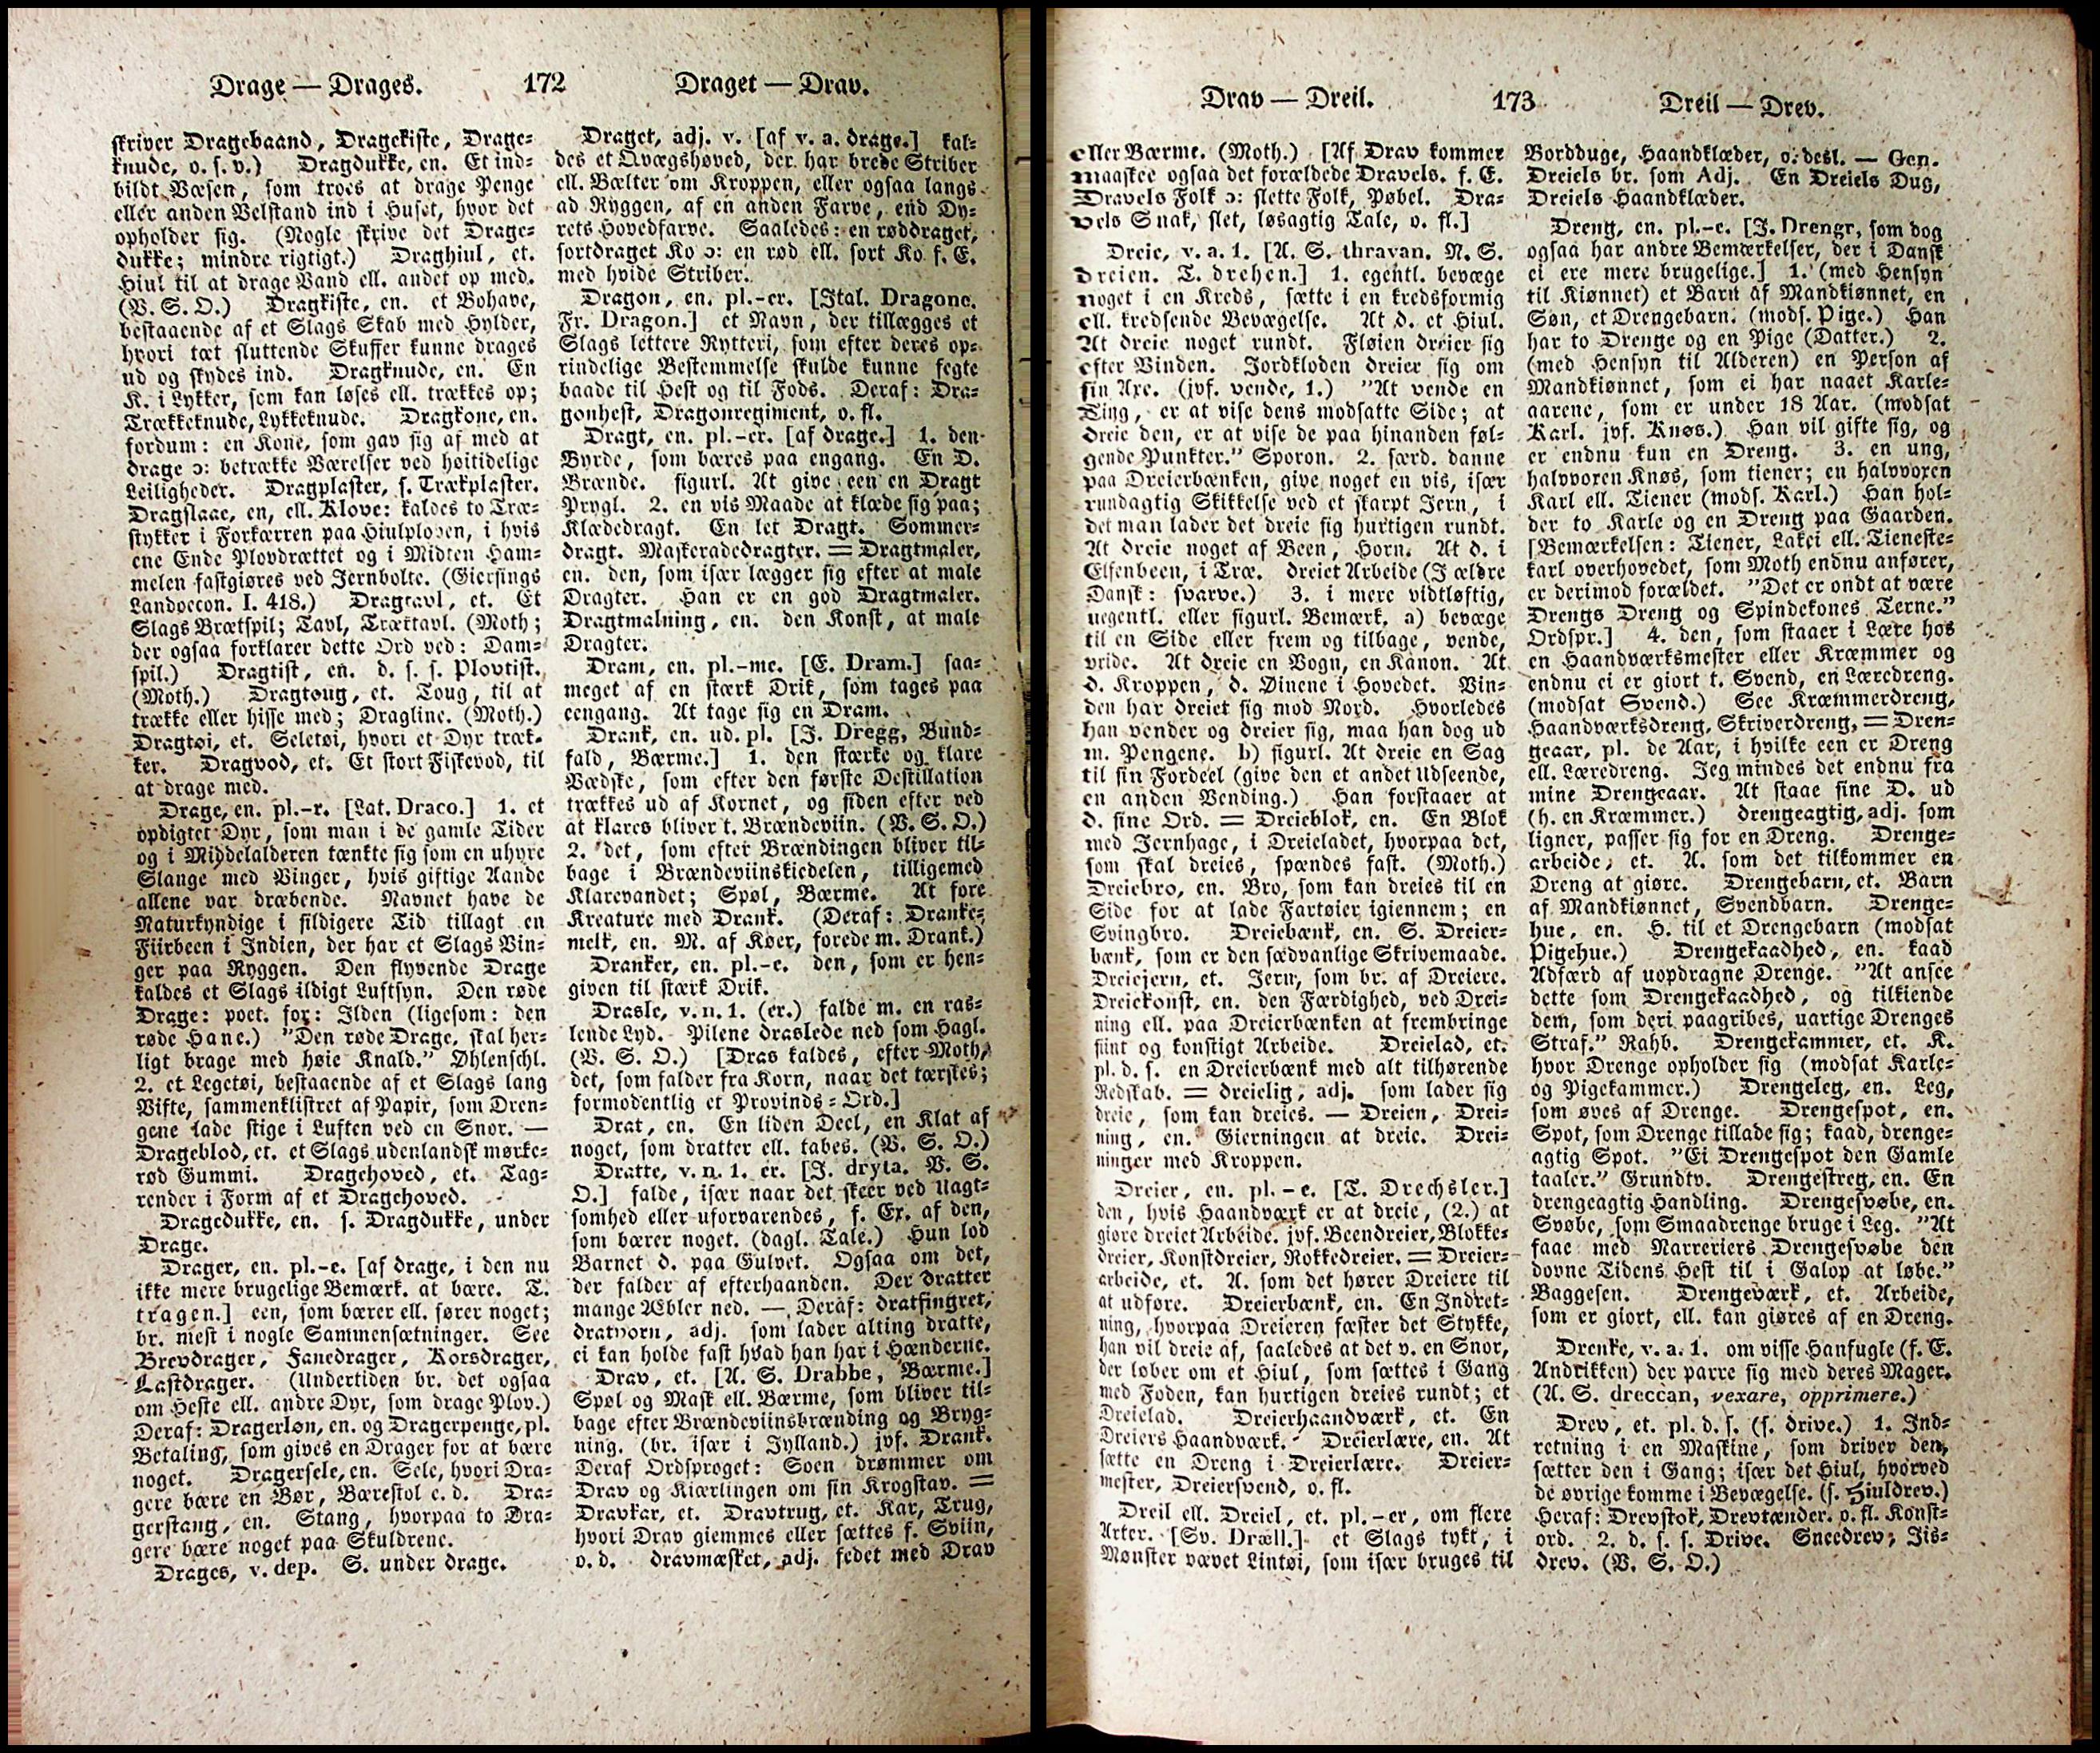 Drage — Drages.
172
Draget — Drav.
skriver Dragebaand, Dragekiste, Drage-
knude, o. s. v.) Dragdukke, en. Et ind-
bildt Væsen, som troes at drage Penge
eller anden Velstand ind i Huset, hvor det
opholder sig. (Nogle skrive det Drage-
dukke; mindre rigtigt.) Draghiul, et.
Hiul til at drage Vand ell. andet op med.
(V. S. O.) Dragkiste, en. et Bohave,
bestaaende af et Slags Skab med Hylder,
hvori tæt sluttende Skuffer kunne drages
ud og skydes ind. Dragknude, en. En
K. i Lykker, som kan løses ell. trækkes op;
Trækkeknude, Lykkeknude. Dragkone, en.
fordum: en Kone, som gav sig af med at
drage ɔ: betrække Værelser ved høitidelige
Leiligheder. Dragplaster, s. Trækplaster.
Dragslaae, en, ell. Klove: kaldes to Træ-
stykker i Forkærren paa Hiulploven, i hvis
ene Ende Plovdrættet og i Midten Ham-
melen fastgiøres ved Jernbolte. (Giersings
Landoecon. I. 418.) Dragtavl, et. Et
Slags Brætspil; Tavl, Træktavl. (Moth;
der ogsaa forklarer dette Ord ved: Dam-
spil.) Dragtist, en. d. s. s. Plovtist.
(Moth.) Dragtoug, et. Toug, til at
trække eller hisse med; Dragline. (Moth.)
Dragtøi, et. Seletøi, hvori et Dyr træk-
ker. Dragvod, et. Et stort Fiskevod, til
at drage med.
Drage, en. pl.-r. [Lat. Draco.] 1. et
opdigtet Dyr, som man i de gamle Tider
og i Middelalderen tænkte sig som en uhyre
Slange med Vinger, hvis giftige Aande
allene var dræbende. Navnet have de
Naturkyndige i sildigere Tid tillagt en
Fiirbeen i Indien, der har et Slags Vin-
ger paa Ryggen. Den flyvende Drage
kaldes et Slags ildigt Luftsyn. Den røde
Drage: poet. for: Ilden (ligesom: den
røde Hane.) "Den røde Drage, skal her-
ligt brage med høie Knald." Øhlenschl.
2. et Legetøi, bestaaende af et Slags lang
Vifte, sammenklistret af Papir, som Dren-
gene lade stige i Luften ved en Snor. —
Drageblod, et. et Slags udenlandsk mørke-
rød Gummi. Dragehoved, et. Tag-
render i Form af et Dragehoved.
Dragedukke, en. s. Dragdukke, under
Drage.
Drager, en. pl.-e. [af drage, i den nu
ikke mere brugelige Bemærk. at bære. T.
tragen.] een, som bærer ell. fører noget;
br. mest i nogle Sammensætninger. See
Brevdrager, Fanedrager, Korsdrager,
Lastdrager. (Undertiden br. det ogsaa
om Heste ell. andre Dyr, som drage Plov.)
Deraf: Dragerløn, en. og Dragerpenge, pl.
Betaling, som gives en Drager for at bære
noget. Dragersele, en. Sele, hvori Dra-
gere bære en Bør, Bærestol e. d. Dra-
gerstang, en. Stang, hvorpaa to Dra-
gere bære noget paa Skuldrene.
Drages, v. dep. S. under drage.
Draget, adj. v. [af v. a. drage.] kal-
des et Qvægshøved, der har brede Striber
ell. Bælter om Kroppen, eller ogsaa langs
ad Ryggen, af en anden Farve, end Dy-
rets Hovedfarve. Saaledes: en røddraget,
sortdraget Ko ɔ: en rød ell. sort Ko f. E.
med hvide Striber.
Dragon, en. pl.-er. [Ital. Dragone.
Fr. Dragon.] et Navn, der tillægges et
Slags lettere Rytteri, som efter deres op-
rindelige Bestemmelse skulde kunne fegte
baade til Hest og til Fods. Deraf: Dra-
gonhest, Dragonregiment, o. fl.
Dragt, en. pl.-er. [af drage.] 1. den
Byrde, som bæres paa engang. En D.
Brænde. figurl. At give een en Dragt
Prygl. 2. en vis Maade at klæde sig paa;
Klædedragt. En let Dragt. Sommer-
dragt. Maskeradedragter. = Dragtmaler,
en. den, som især lægger sig efter at male
Dragter. Han er en god Dragtmaler.
Dragtmalning, en. den Konst, at male
Dragter.
Dram, en. pl.-me. [E. Dram.] saa-
meget af en stærk Drik, som tages paa
eengang. At tage sig en Dram.
Drank, en. ud. pl. [J. Dregg, Bund-
fald, Bærme.] 1. den stærke og klare
Vædske, som efter den første Destillation
trækkes ud af Kornet, og siden efter ved
at klares bliver t. Brændeviin. (V. S. O.)
2. det, som efter Brændingen bliver til-
bage i Brændeviinskiedelen, tilligemed
Klarevandet; Spøl, Bærme. At fore
Kreature med Drank. (Deraf: Dranke-
melk, en. M. af Køer, forede m. Drank.)
Dranker, en. pl.-e. den, som er hen-
given til stærk Drik.
Drasle, v. n. 1. (er.) falde m. en ras-
lende Lyd. Pilene draslede ned som Hagl.
(V. S. O.) [Dras kaldes, efter Moth,
det, som falder fra Korn, naar det tærskes;
formodentlig et Provinds-Ord.]
Drat, en. En liden Deel, en Klat af
noget, som dratter ell. tabes. (V. S. O.)
Dratte, v. n. 1. er. [J. dryta. V. S.
O.] falde, især naar det skeer ved Uagt-
somhed eller uforvarendes, f. Ex. af den,
som bærer noget. (dagl. Tale.) Hun lod
Barnet d. paa Gulvet. Ogsaa om det,
der falder af efterhaanden. Der dratter
mange Æbler ned. — Deraf: dratfingret,
dratvorn, adj. som lader alting dratte,
ei kan holde fast hvad han har i Hænderne.
Drav, et. [A. S. Drabbe, Bærme.]
Spøl og Mask ell. Bærme, som bliver til-
bage efter Brændeviinsbrænding og Bryg-
ning. (br. især i Jylland.) jvf. Drank.
Deraf Ordsproget: Soen drømmer om
Drav og Kiærlingen om sin Krogstav. =
Dravkar, et. Dravtrug, et. Kar, Trug,
hvori Drav giemmes eller sættes f. Sviin,
o. d. dravmæsket, adj. fedet med Drav
Drav — Dreil.
173
Dreil — Drev.
eller Bærme. (Moth.) [Af Drav kommer
maaskee ogsaa det forældede Dravels. f. E.
Dravels Folk ɔ: slette Folk, Pøbel. Dra-
vels Snak, slet, løsagtig Tale, o. fl.]
Dreie, v. a. 1. [A. S. thravan. N. S.
dreien. T. drehen.] 1. egentl. bevæge
noget i en Kreds, sætte i en kredsformig
ell. kredsende Bevægelse. At d. et Hiul.
At dreie noget rundt. Fløien dreier sig
efter Vinden. Jordkloden dreier sig om
sin Axe. (jvf. vende, 1.) "At vende en
Ting, er at vise dens modsatte Side; at
dreie den, er at vise de paa hinanden føl-
gende Punkter." Sporon. 2. særd. danne
paa Dreierbænken, give noget en vis, især
rundagtig Skikkelse ved et skarpt Jern, i
det man lader det dreie sig hurtigen rundt.
At dreie noget af Been, Horn. At d. i
Elfenbeen, i Træ. dreiet Arbeide (I ældre
Dansk: svarve.) 3. i mere vidtløftig,
uegentl. eller figurl. Bemærk. a) bevæge
til en Side eller frem og tilbage, vende,
vride. At dreie en Vogn, en Kanon. At
d. Kroppen, d. Øinene i Hovedet. Vin-
den har dreiet sig mod Nord. Hvorledes
han vender og dreier sig, maa han dog ud
m. Pengene. b) figurl. At dreie en Sag
til sin Fordeel (give den et andet Udseende,
en anden Vending.) Han forstaaer at
d. sine Ord. = Dreieblok, en. En Blok
med Jernhage, i Dreieladet, hvorpaa det,
som skal dreies, spændes fast. (Moth.)
Dreiebro, en. Bro, som kan dreies til en
Side for at lade Fartøier igiennem; en
Svingbro. Dreiebænk, en. S. Dreier-
bænk, som er den sædvanlige Skrivemaade.
Dreiejern, et. Jern, som br. af Dreiere.
Dreiekonst, en. den Færdighed, ved Drei-
ning ell. paa Dreierbænken at frembringe
fiint og konstigt Arbeide. Dreielad, et.
pl. d. s. en Dreierbænk med alt tilhørende
Redskab. = dreielig, adj. som lader sig
dreie, som kan dreies. — Dreien, Drei-
ning, en. Gierningen at dreie. Drei-
ninger med Kroppen.
Dreier, en. pl. -e. [T. Drechsler.]
den, hvis Haandværk er at dreie, (2.) at
giøre dreiet Arbeide. jvf. Beendreier, Blokke-
dreier, Konstdreier, Rokkedreier. = Dreier-
arbeide, et. A. som det hører Dreiere til
at udføre. Dreierbænk, en. En Indret-
ning, hvorpaa Dreieren fæster det Stykke,
han vil dreie af, saaledes at det v. en Snor,
der løber om et Hiul, som sættes i Gang
med Foden, kan hurtigen dreies rundt; et
Dreielad. Dreierhaandværk, et. En
Dreiers Haandværk. Dreierlære, en. At
sætte en Dreng i Dreierlære. Dreier-
mester, Dreiersvend, o. fl.
Dreil ell. Dreiel, et. pl.-er, om flere
Arter. [Sv. Dräll.] et Slags tykt, i
Mønster vævet Lintøi, som især bruges til
Bordduge, Haandklæder, o. desl. — Gen.
Dreiels br. som Adj. En Dreiels Dug,
Dreiels Haandklæder.
Dreng, en. pl.-e. [J. Drengr, som dog
ogsaa har andre Bemærkelser, der i Dansk
ei ere mere brugelige.] 1. (med Hensyn
til Kiønnet) et Barn af Mandkiønnet, en
Søn, et Drengebarn. (mods. Pige.) Han
har to Drenge og en Pige (Datter.) 2.
(med Hensyn til Alderen) en Person af
Mandkiønnet, som ei har naaet Karle-
aarene, som er under 18 Aar. (modsat
Karl. jvf. Knøs.) Han vil gifte sig, og
er endnu kun en Dreng. 3. en ung,
halvvoren Knøs, som tiener; en halvvoxen
Karl ell. Tiener (mods. Karl.) Han hol-
der to Karle og en Dreng paa Gaarden.
[Bemærkelsen: Tiener, Lakei ell. Tieneste-
karl overhovedet, som Moth endnu anfører,
er derimod forældet. "Det er ondt at være
Drengs Dreng og Spindekones Terne."
Ordspr.] 4. den, som staaer i Lære hos
en Haandværksmester eller Kræmmer og
endnu ei er giort t. Svend, en Læredreng.
(modsat Svend.) See Kræmmerdreng,
Haandværksdreng, Skriverdreng, = Dren-
geaar, pl. de Aar, i hvilke een er Dreng
ell. Læredreng. Jeg mindes det endnu fra
mine Drengeaar. At staae sine D. ud
(h. en Kræmmer.) drengeagtig, adj. som
ligner, passer sig for en Dreng. Drenge-
arbeide, et. A. som det tilkommer en
Dreng at giøre. Drengebarn, et. Barn
af Mandkiønnet, Svendbarn. Drenge-
hue, en. H. til et Drengebarn (modsat
Pigehue.) Drengekaadhed, en. kaad
Adfærd af uopdragne Drenge. "At ansee
dette som Drengekaadhed, og tilkiende
dem, som deri paagribes, uartige Drenges
Straf." Rahb. Drengekammer, et. K.
hvor Drenge opholder sig (modsat Karle-
og Pigekammer.) Drengeleg, en. Leg,
som øves af Drenge. Drengespot, en.
Spot, som Drenge tillade sig; kaad, drenge-
agtig Spot. "Ei Drengespot den Gamle
taaler." Grundtv. Drengestreg, en. En
drengeagtig Handling. Drengesvøbe, en.
Svøbe, som Smaadrenge bruge i Leg. "At
faae med Narreriers Drengesvøbe den
dovne Tidens Hest til i Galop at løbe."
Baggesen. Drengeværk, et. Arbeide,
som er giort, ell. kan giøres af en Dreng.
Drenke, v. a. 1. om visse Hanfugle (f. E.
Andrikken) der parre sig med deres Mager.
(A. S. dreccan, vexare, opprimere.)
Drev, et. pl. d. s. (s. drive.) 1. Ind-
retning i en Maskine, som driver den,
sætter den i Gang; især det Hiul, hvorved
de øvrige komme i Bevægelse. (s. Hiuldrev.)
Heraf: Drevstok, Drevtænder. o. fl. Konst-
ord. 2. d. s. s. Drive. Sneedrev; Iis-
drev. (V. S. O.)